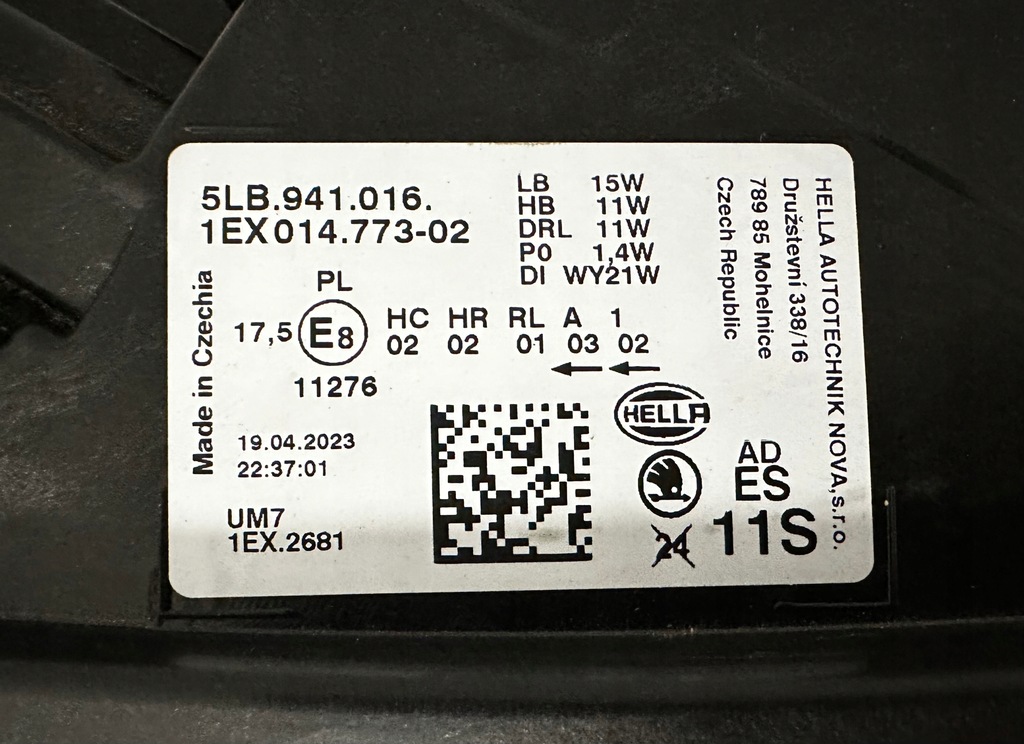 5LB.941.016.
1EX014.773-02
LB 15W
HB 11W
DRL 11W
P0 1,4W
DI WY21W
PL
17,5 E8
HC HR RL A 1
02 02 01 03 02
11276
Made in Czechia
19.04.2023
22:37:01
UM7
1EX.2681
HELLA
24
AD
ES
11S
HELLA AUTOTECHNIK NOVA,s.r.o.
Družstevní 338/16
789 85 Mohelnice
Czech Republic